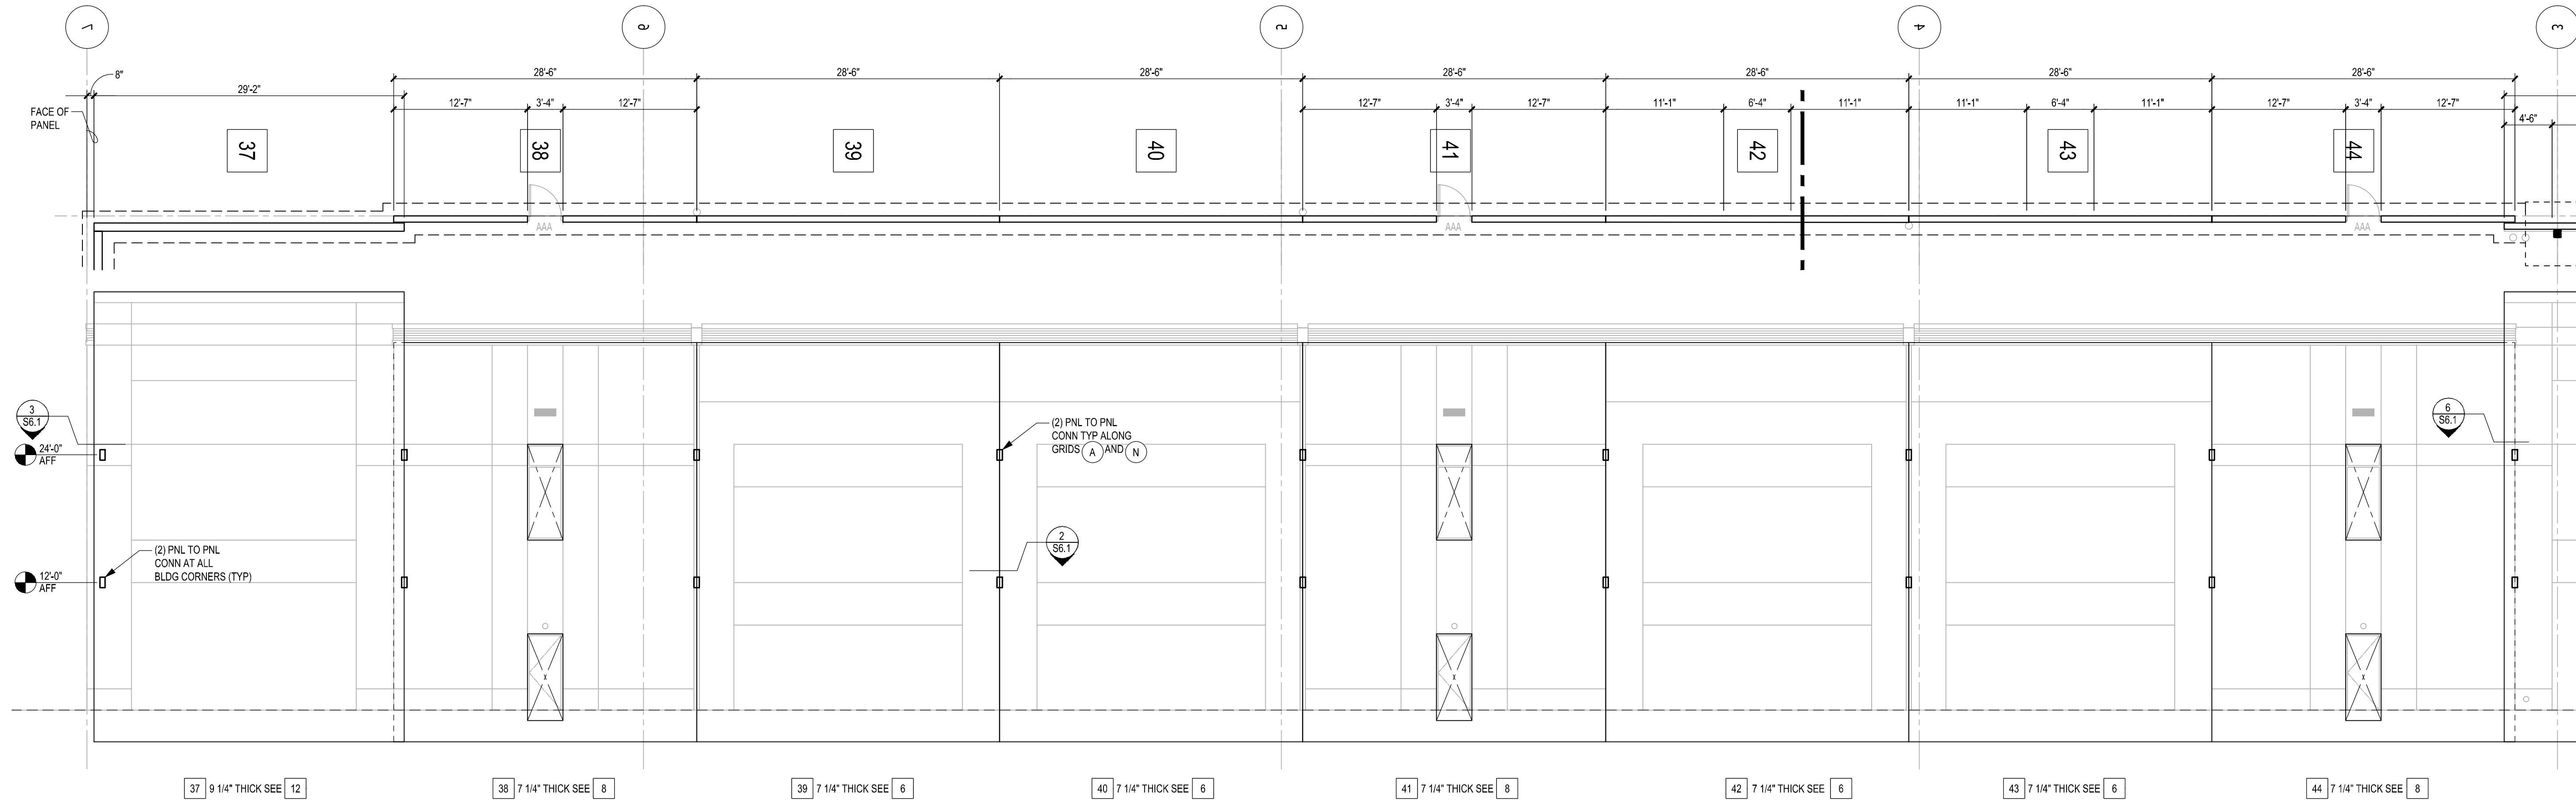 7
6
5
4
3
8"
28'-6"
28'-6"
28'-6"
28'-6"
28'-6"
28'-6"
28'-6"
29'-2"
12'-7"
3'-4"
12'-7"
12'-7"
3'-4"
12'-7"
11'-1"
6'-4"
11'-1"
11'-1"
6'-4"
11'-1"
12'-7"
3'-4"
12'-7"
4'-6"
FACE OF
PANEL
37
38
39
40
41
42
43
44
AAA
AAA
AAA
3
S6.1
24'-0"
AFF
12'-0"
AFF
(2) PNL TO PNL
CONN AT ALL
BLDG CORNERS (TYP)
(2) PNL TO PNL
CONN TYP ALONG
GRIDS A AND N
2
S6.1
6
S6.1
X
X
X
37 9 1/4" THICK SEE 12
38 7 1/4" THICK SEE 8
39 7 1/4" THICK SEE 6
40 7 1/4" THICK SEE 6
41 7 1/4" THICK SEE 8
42 7 1/4" THICK SEE 6
43 7 1/4" THICK SEE 6
44 7 1/4" THICK SEE 8